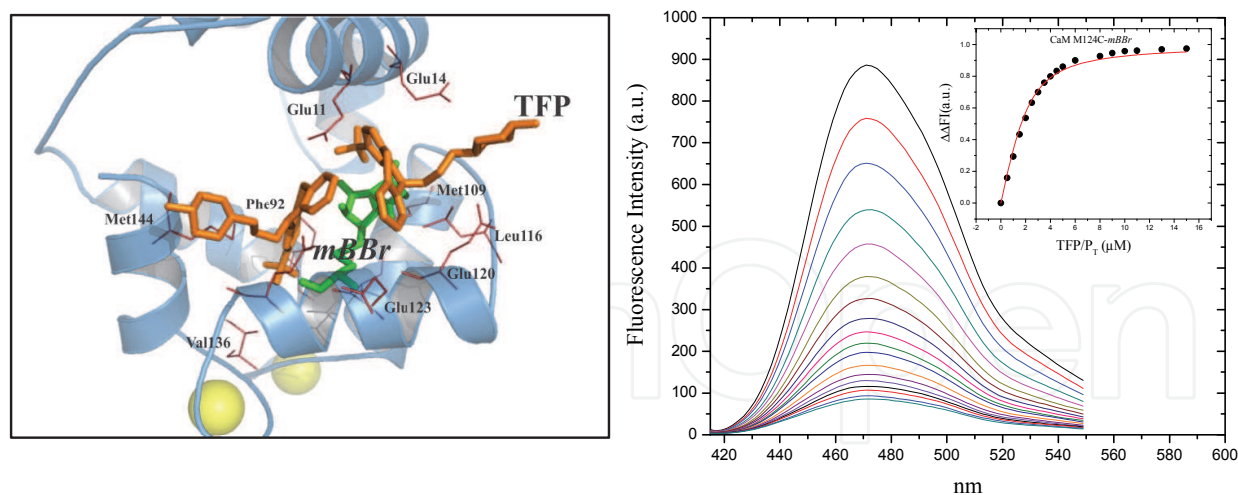 Glu14
Glu11
TFP
Met109
Phe92
Met144
Leu116
mBBr
Glu120
Glu123
Val136
Fluorescence Intensity (a.u.)
1000
900
800
700
600
500
400
300
200
100
0
420 440 460 480 500 520 540 560 580 600
nm
CaM M124C-mBBr
ΔΔFI(a.u.)
1.0
0.8
0.6
0.4
0.2
0.0
-2 0 2 4 6 8 10 12 14 16
TFP/PT (μM)